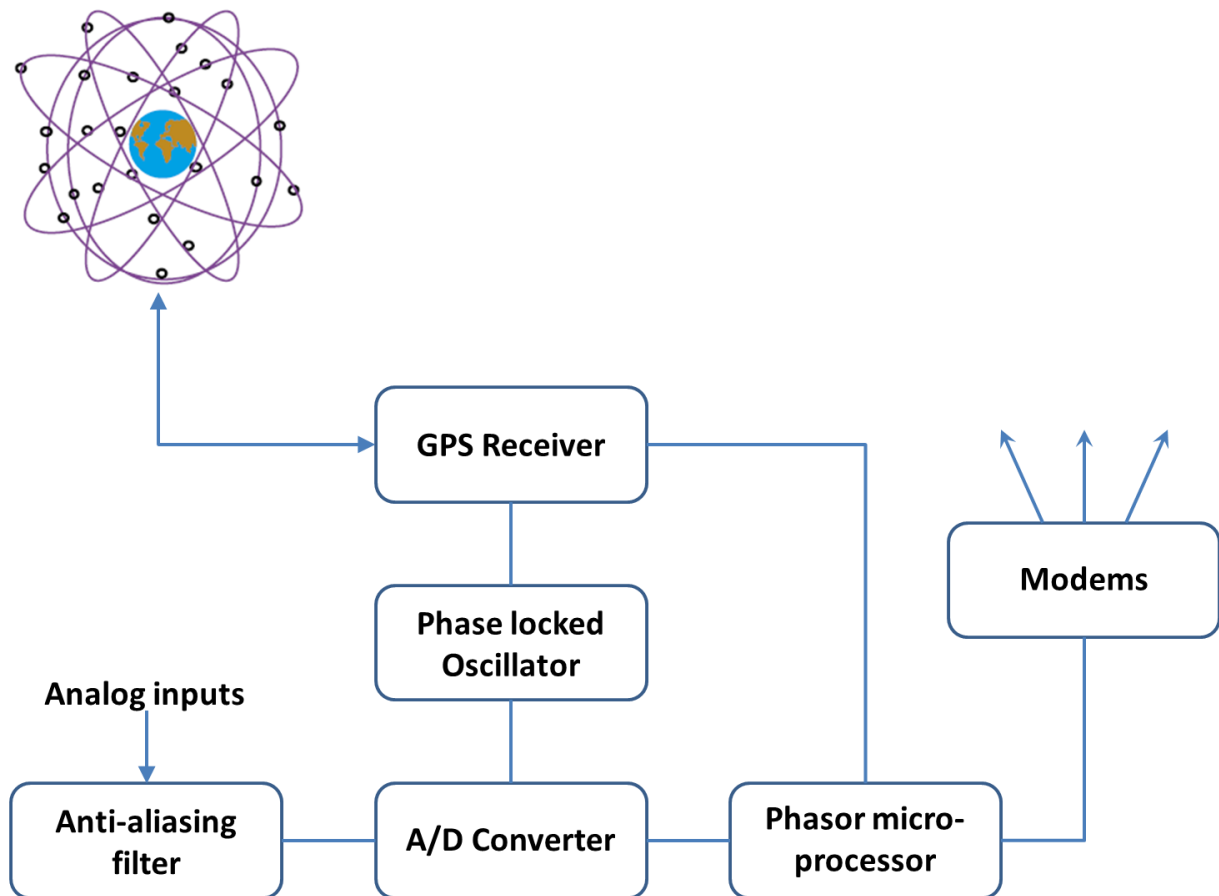 GPS Receiver
Modems
Phase locked
Oscillator
Analog inputs
Anti-aliasing
filter
A/D Converter
Phasor micro-
processor